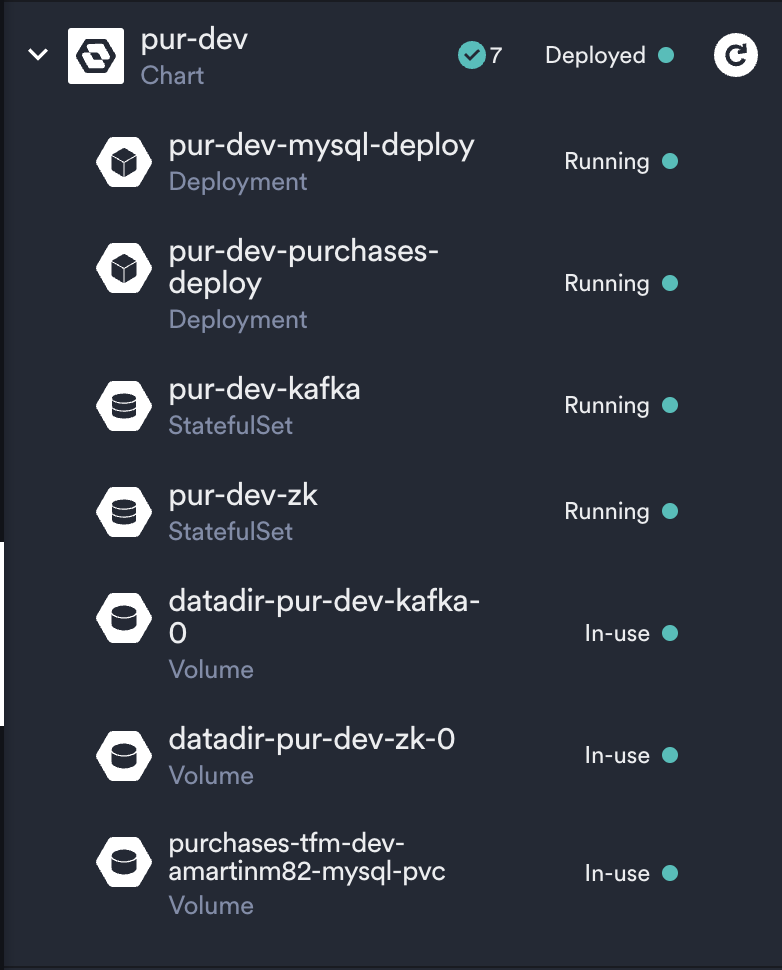 pur-dev
Chart
7
Deployed
pur-dev-mysql-deploy
Deployment
Running
pur-dev-purchases-
deploy
Deployment
Running
pur-dev-kafka
StatefulSet
Running
pur-dev-zk
StatefulSet
Running
datadir-pur-dev-kafka-
0
Volume
In-use
datadir-pur-dev-zk-0
Volume
In-use
purchases-tfm-dev-
amartinm82-mysql-pvc
Volume
In-use